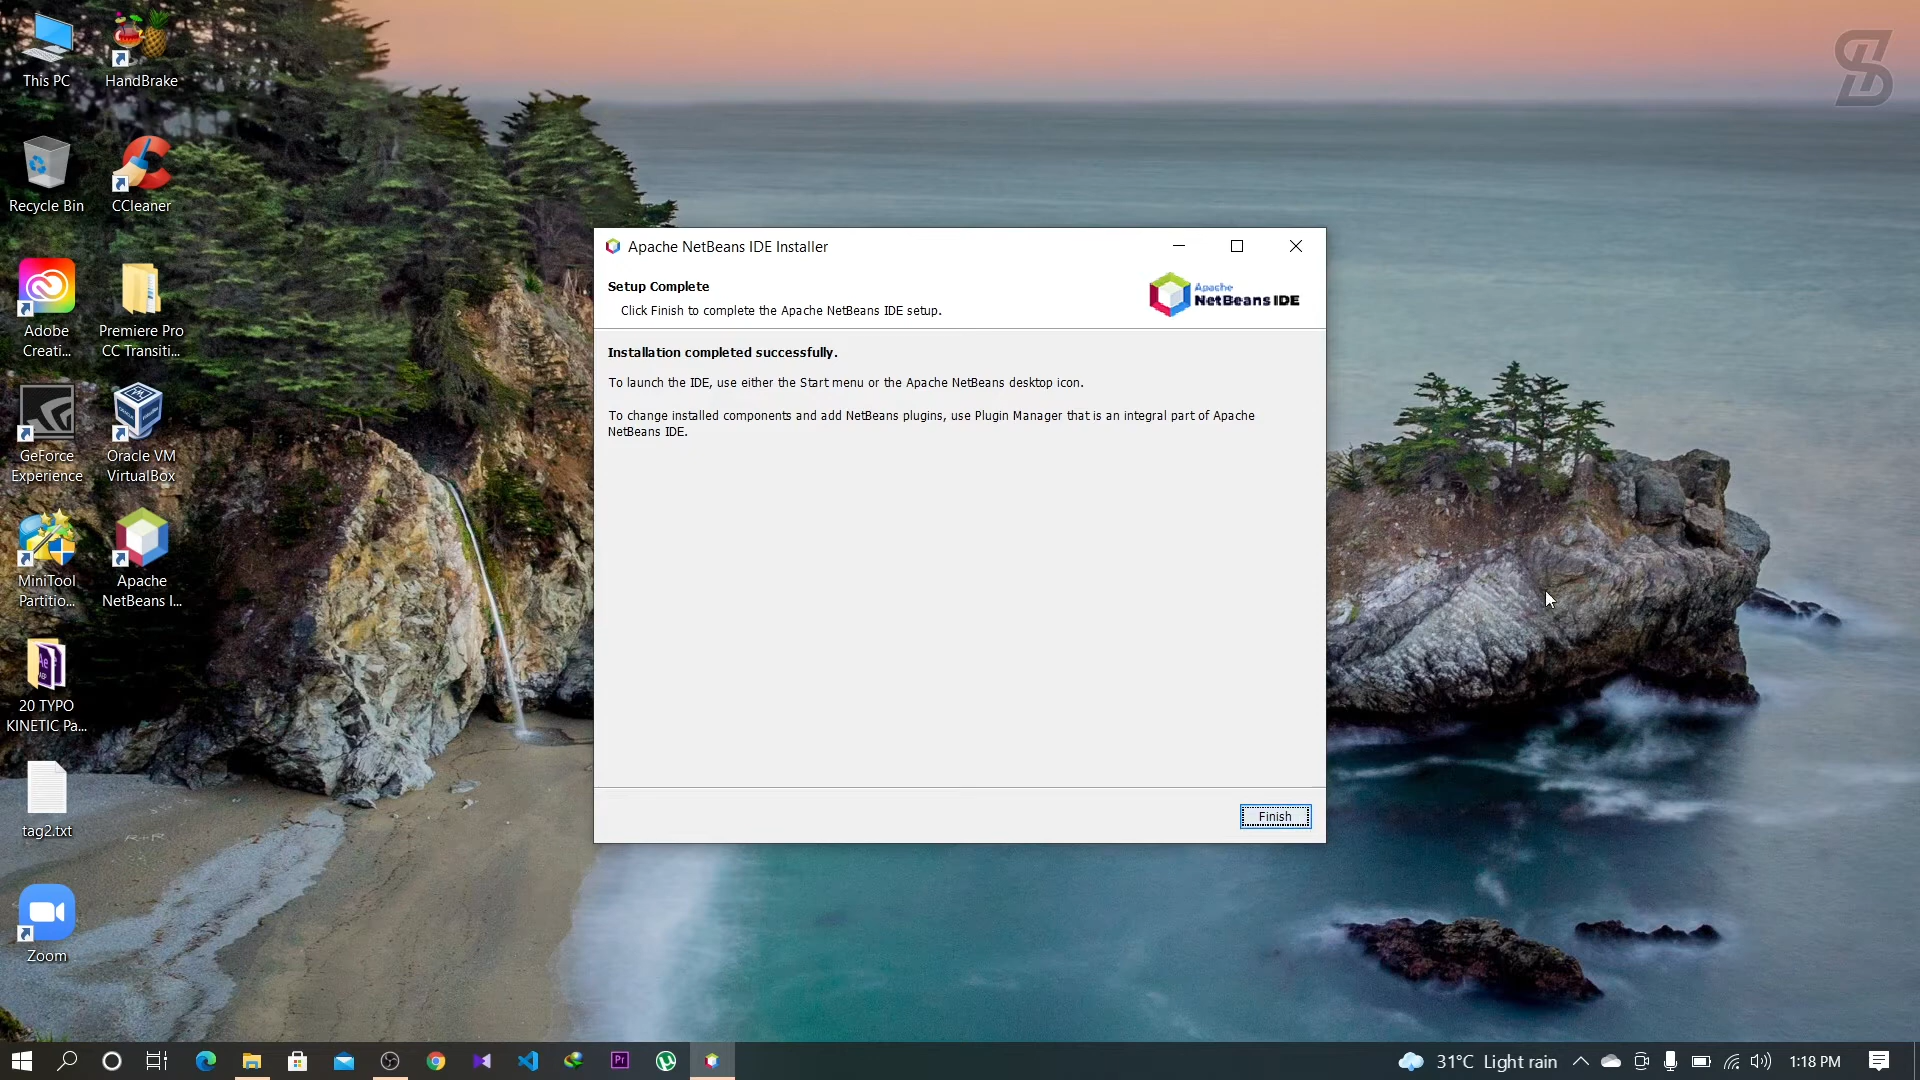 This PC
HandBrake
Recycle Bin
CCleaner
Adobe
Creati...
Premiere Pro
CC Transiti...
GeForce
Experience
Oracle VM
VirtualBox
MiniTool
Partitio...
Apache
NetBeans I...
20 TYPO
KINETIC Pa...
tag2.txt
Zoom
Apache NetBeans IDE Installer
Setup Complete
Click Finish to complete the Apache NetBeans IDE setup.
Apache
NetBeans IDE
Installation completed successfully.
To launch the IDE, use either the Start menu or the Apache NetBeans desktop icon.
To change installed components and add NetBeans plugins, use Plugin Manager that is an integral part of Apache
NetBeans IDE.
Finish
Pr
31°C Light rain
1:18 PM